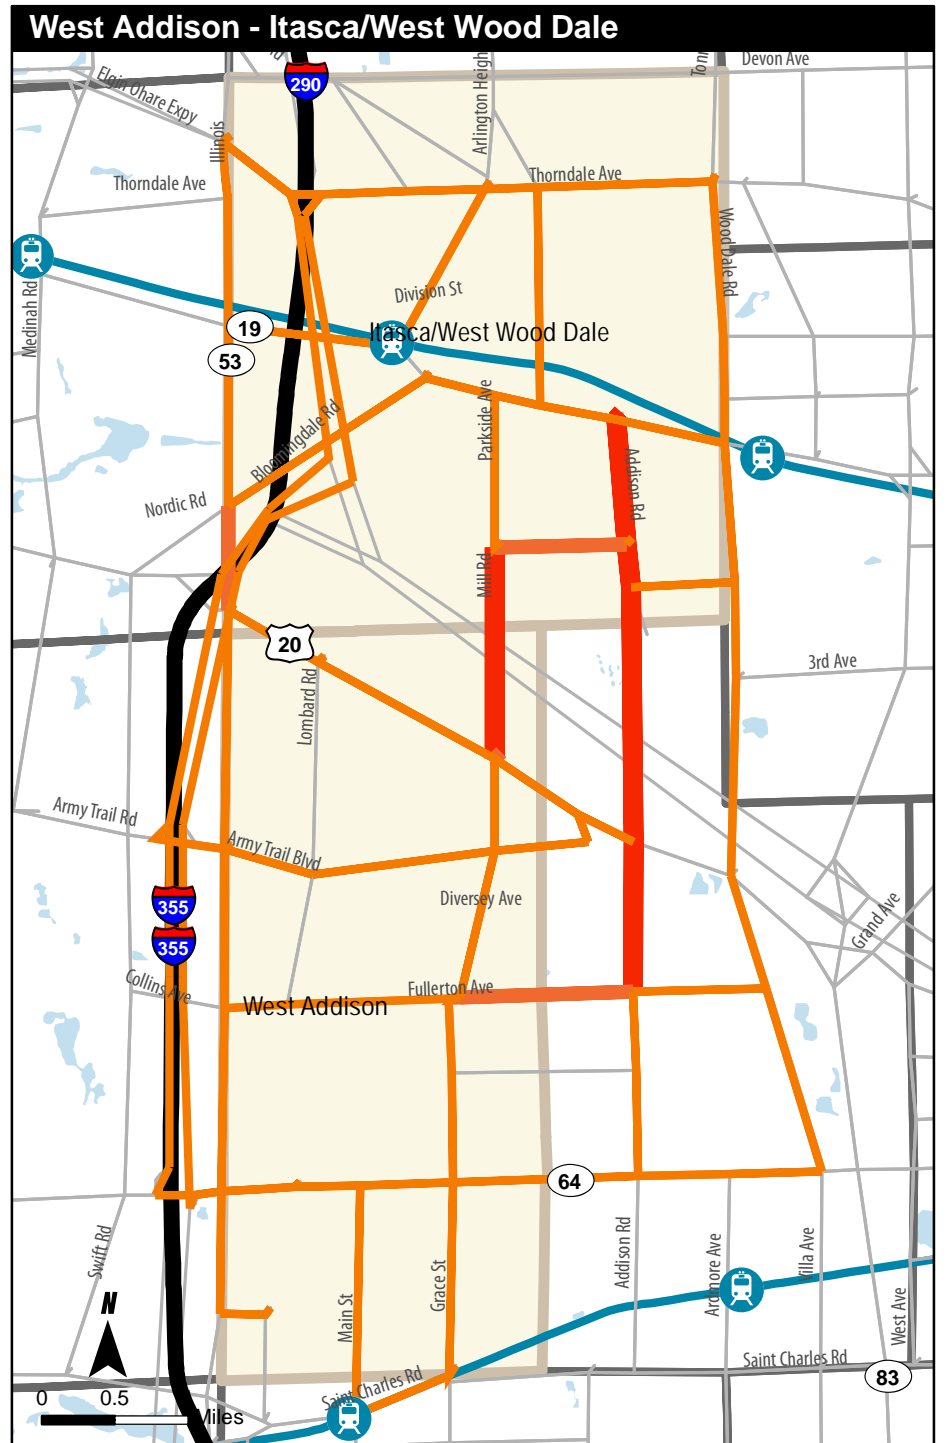 West Addison - Itasca/West Wood Dale
Devon Ave
290
Elgin Ohare Expy
Illinois
Arlington Heigh
Tonn
Thorndale Ave
Thorndale Ave
Wood Dale Rd
Medinah Rd
Division St
19
Itasca/West Wood Dale
53
Parkside Ave
Bloomingdale Rd
Addison Rd
Nordic Rd
Mill Rd
20
3rd Ave
Lombard Rd
Army Trail Rd
Army Trail Blvd
355
Diversey Ave
Grand Ave
355
Collins Ave
Fullerton Ave
West Addison
64
Swift Rd
Addison Rd
Ardmore Ave
Villa Ave
Grace St
Main St
West Ave
N
Saint Charles Rd
83
Saint Charles Rd
0 0.5
Miles